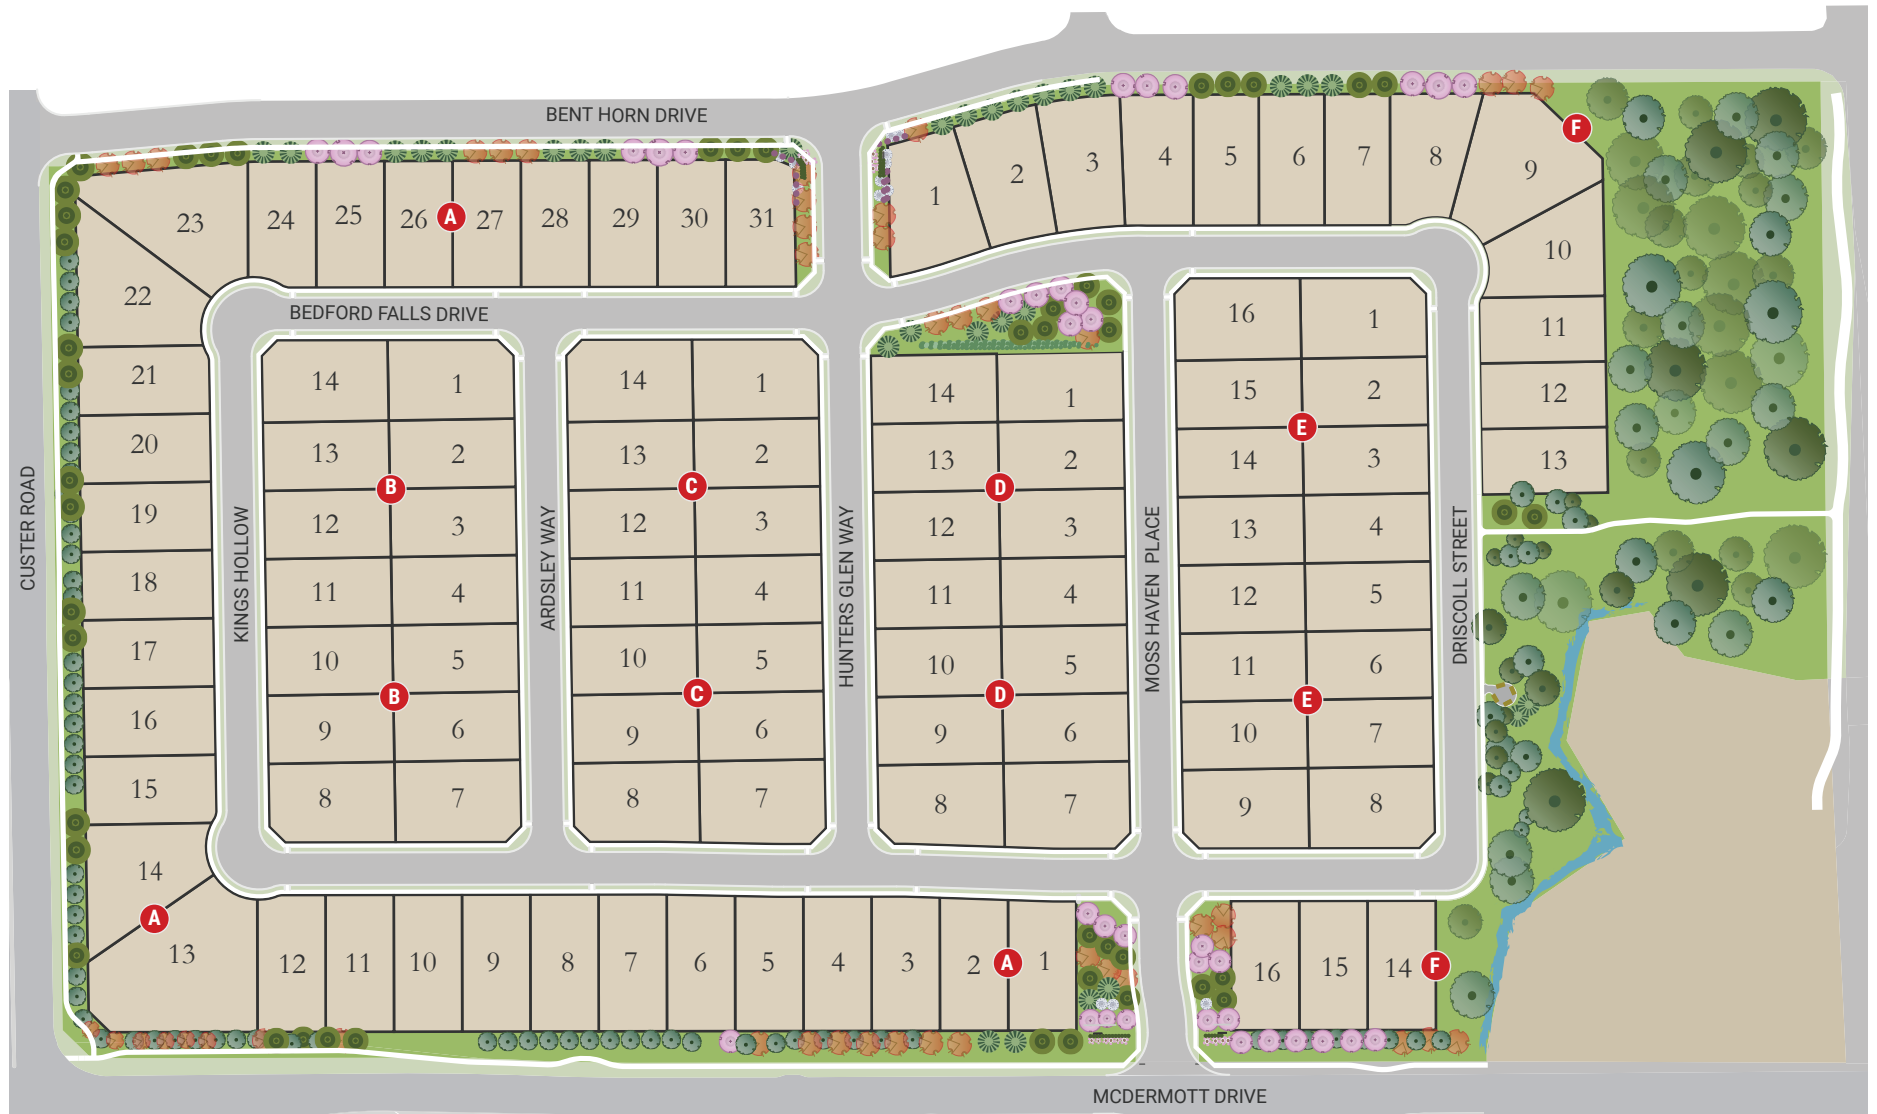 BENT HORN DRIVE
F
1 2 3 4 5 6 7 8 9
23 24 25 26 A 27 28 29 30 31
10
22
BEDFORD FALLS DRIVE
11
12
13
21
20
19
18
17
16
15
14
A
13
CUSTER ROAD
KINGS HOLLOW
14 1
13 2
B
12 3
11 4
10 5
B
9 6
8 7
ARDSLEY WAY
14 1
13 2
C
12 3
11 4
10 5
C
9 6
8 7
HUNTERS GLEN WAY
14 1
13 2
D
12 3
11 4
10 5
D
9 6
8 7
MOSS HAVEN PLACE
16 1
15 2
E
14 3
13 4
12 5
11 6
E
10 7
9 8
DRISCOLL STREET
12 11 10 9 8 7 6 5 4 3 2 A 1
16 15 14 F
MCDERMOTT DRIVE